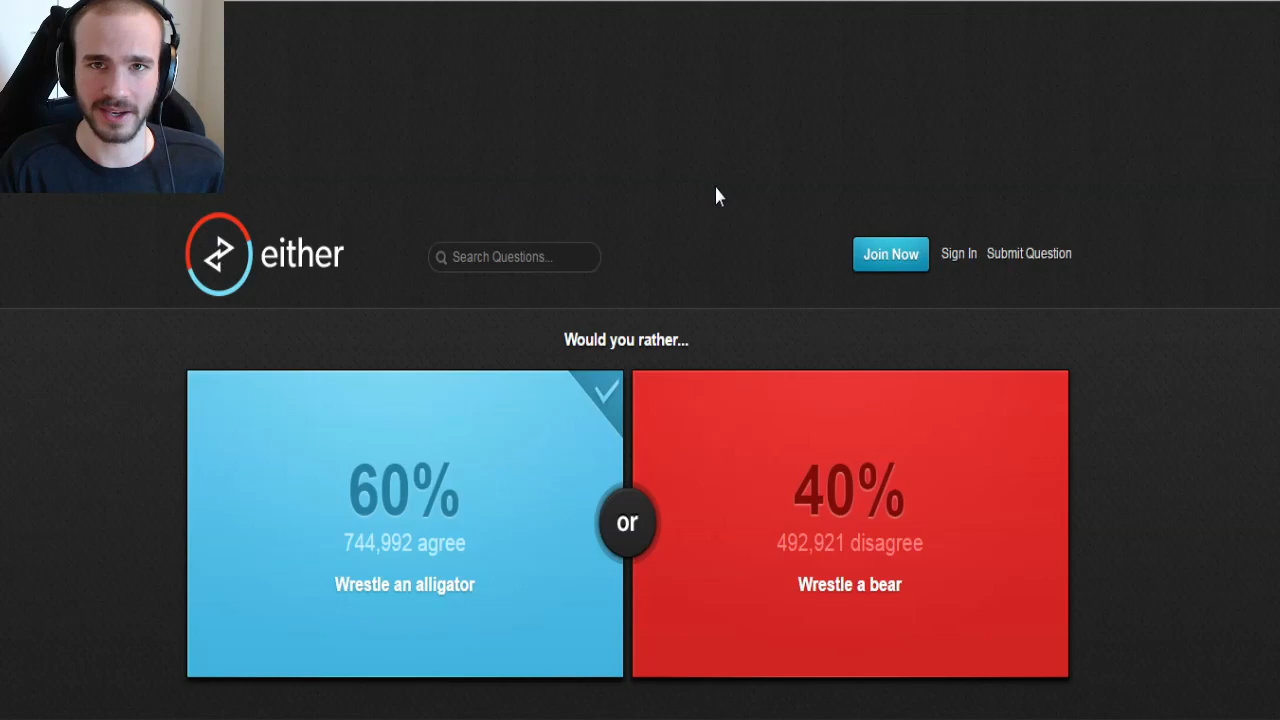 either
Search Questions...
Join Now
Sign In
Submit Question
Would you rather...
60%
744,992 agree
Wrestle an alligator
or
40%
492,921 disagree
Wrestle a bear